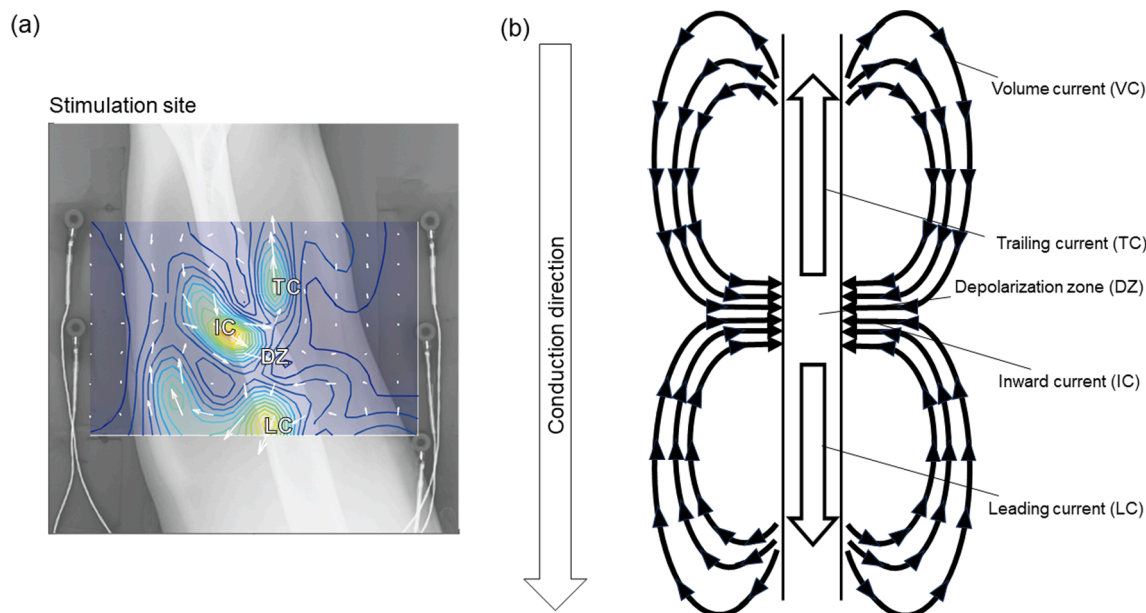 (a)
Stimulation site
TC
IC
DZ
LC
(b)
Conduction direction
Volume current (VC)
Trailing current (TC)
Depolarization zone (DZ)
Inward current (IC)
Leading current (LC)